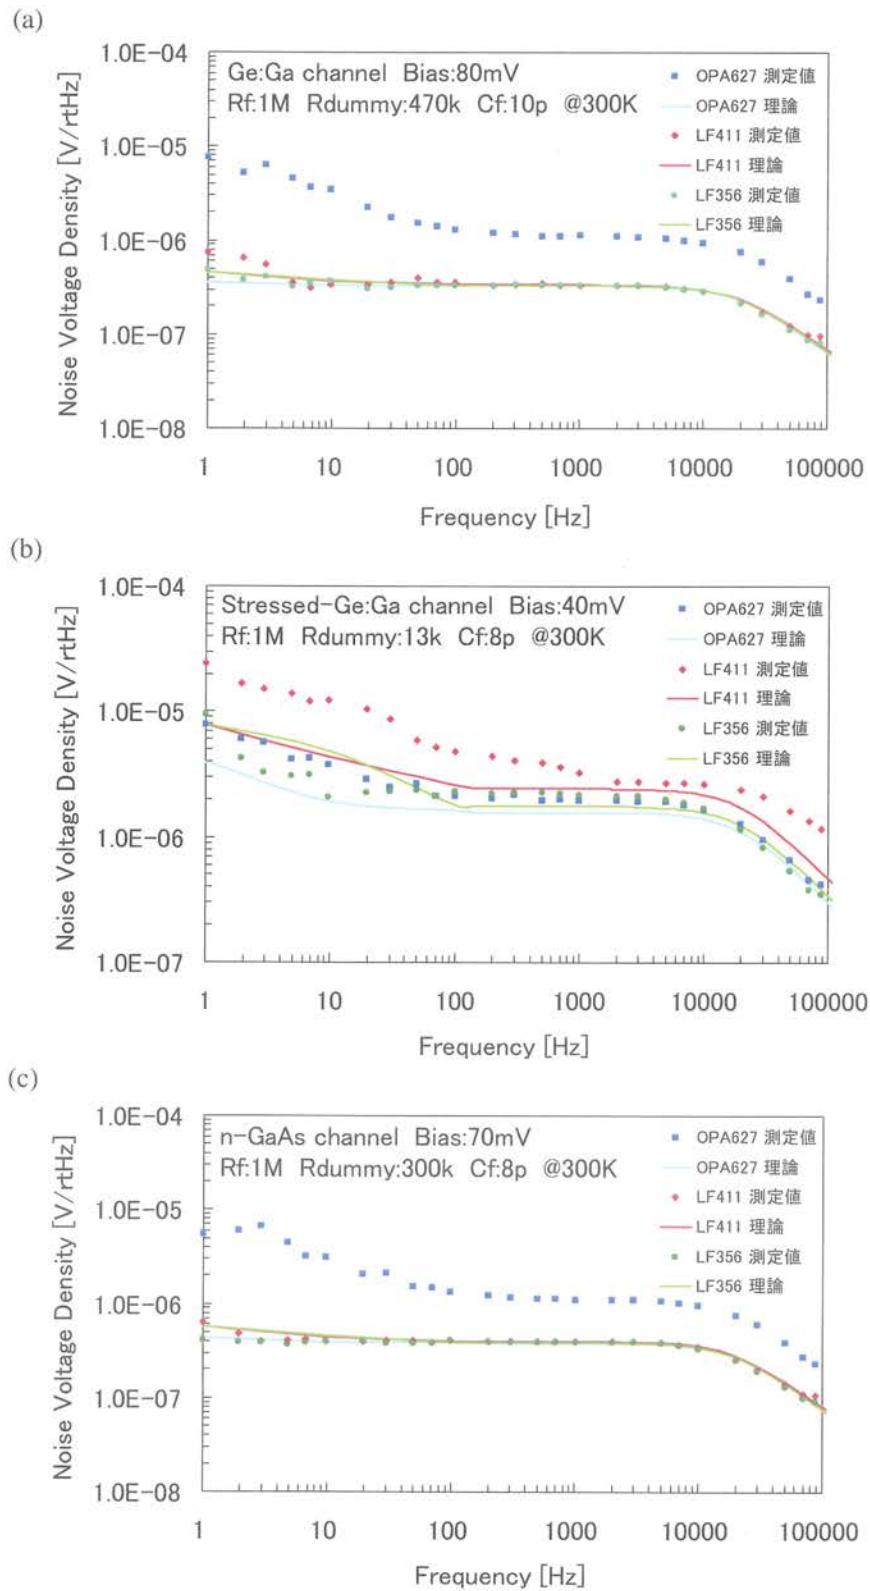 (a)
1.0E-04
1.0E-05
1.0E-06
1.0E-07
1.0E-08
Noise Voltage Density [V/rtHz]
Ge:Ga channel Bias:80mV
Rf:1M Rdummy:470k Cf:10p @300K
OPA627 測定値
OPA627 理論
LF411 測定値
LF411 理論
LF356 測定値
LF356 理論
1 10 100 1000 10000 100000
Frequency [Hz]
(b)
1.0E-04
1.0E-05
1.0E-06
1.0E-07
Noise Voltage Density [V/rtHz]
Stressed-Ge:Ga channel Bias:40mV
Rf:1M Rdummy:13k Cf:8p @300K
OPA627 測定値
OPA627 理論
LF411 測定値
LF411 理論
LF356 測定値
LF356 理論
1 10 100 1000 10000 100000
Frequency [Hz]
(c)
1.0E-04
1.0E-05
1.0E-06
1.0E-07
1.0E-08
Noise Voltage Density [V/rtHz]
n-GaAs channel Bias:70mV
Rf:1M Rdummy:300k Cf:8p @300K
OPA627 測定値
OPA627 理論
LF411 測定値
LF411 理論
LF356 測定値
LF356 理論
1 10 100 1000 10000 100000
Frequency [Hz]